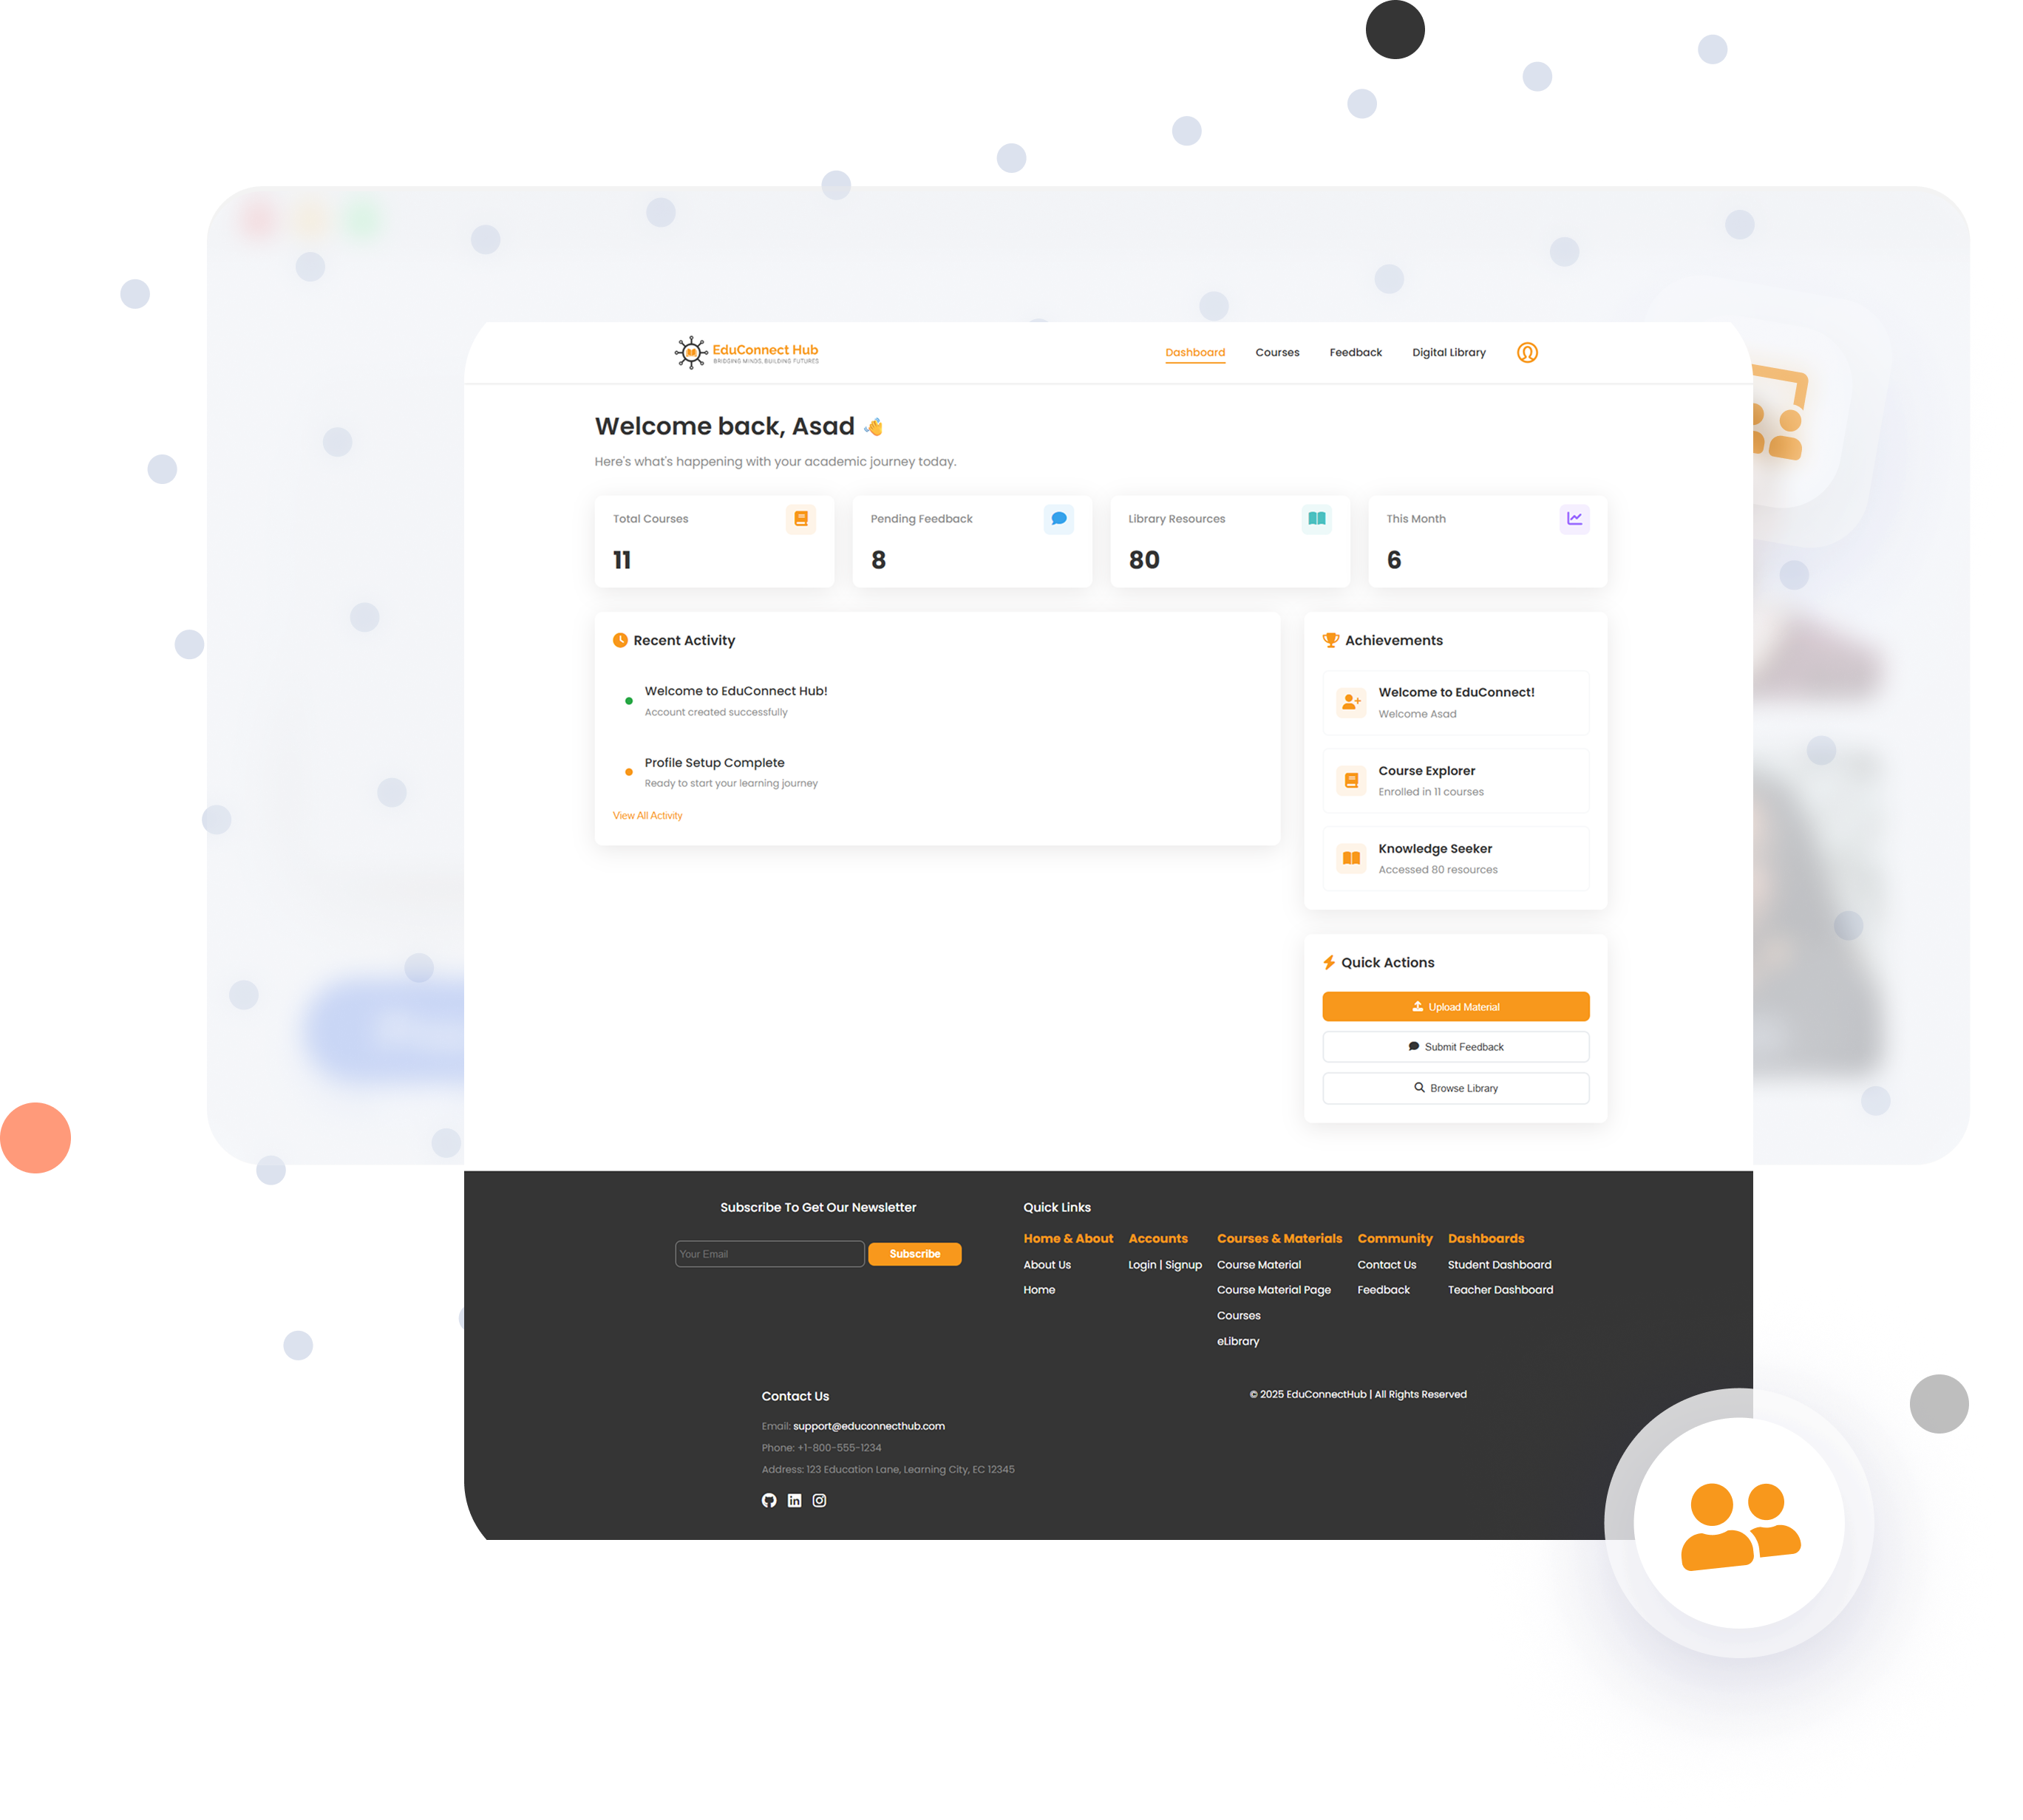 EduConnect Hub
BRIDGING MINDS, BUILDING FUTURES
Dashboard
Courses
Feedback
Digital Library
Welcome back, Asad 👋
Here's what's happening with your academic journey today.
Total Courses
11
Pending Feedback
8
Library Resources
80
This Month
6
Recent Activity
Welcome to EduConnect Hub!
Account created successfully
Profile Setup Complete
Ready to start your learning journey
View All Activity
Achievements
Welcome to EduConnect!
Welcome Asad
Course Explorer
Enrolled in 11 courses
Knowledge Seeker
Accessed 80 resources
Quick Actions
Upload Material
Submit Feedback
Browse Library
Subscribe To Get Our Newsletter
Your Email
Subscribe
Quick Links
Home & About
About Us
Home
Accounts
Login | Signup
Courses & Materials
Course Material
Course Material Page
Courses
eLibrary
Community
Contact Us
Feedback
Dashboards
Student Dashboard
Teacher Dashboard
Contact Us
Email: support@educonnecthub.com
Phone: +1-800-555-1234
Address: 123 Education Lane, Learning City, EC 12345
© 2025 EduConnectHub | All Rights Reserved